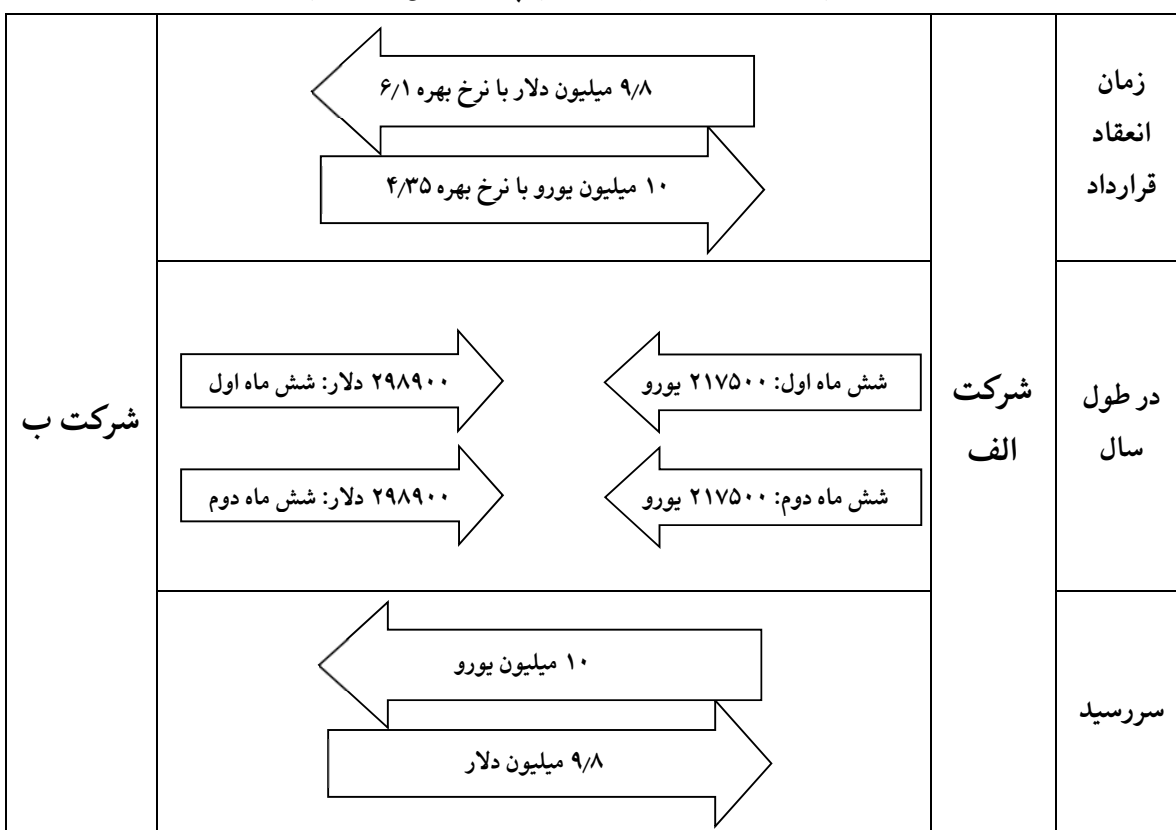 زمان
انعقاد
قرارداد
۹٫۸ میلیون دلار با نرخ بهره ۶٫۱
۱۰ میلیون یورو با نرخ بهره ۴٫۳۵
در طول
سال
شرکت
الف
شش ماه اول: ۲۱۷۵۰۰ یورو
۲۹۸۹۰۰ دلار: شش ماه اول
شش ماه دوم: ۲۱۷۵۰۰ یورو
۲۹۸۹۰۰ دلار: شش ماه دوم
شرکت ب
سررسید
۱۰ میلیون یورو
۹٫۸ میلیون دلار